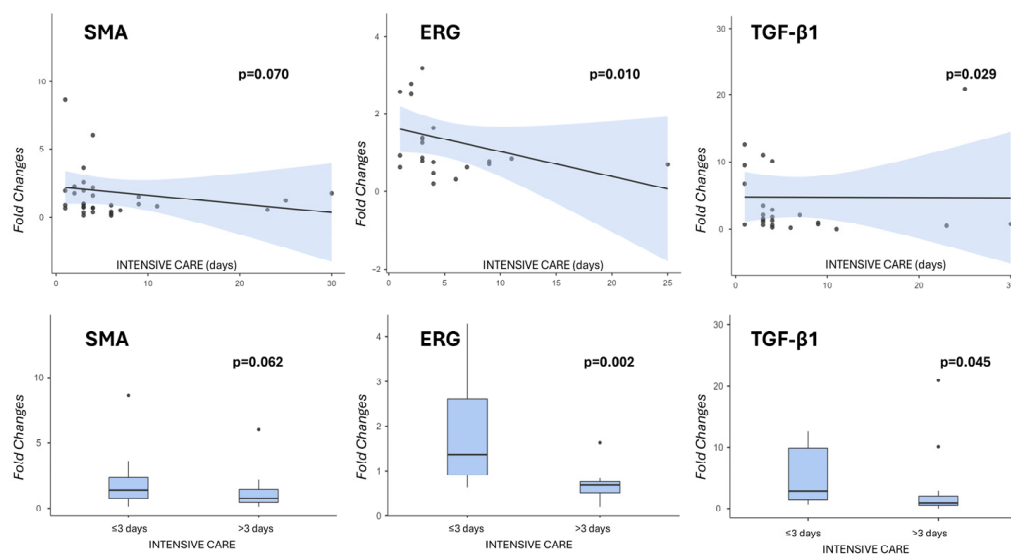 SMA
p=0.070
10
5
0
Fold Changes
INTENSIVE CARE (days)
0
10
20
30
ERG
p=0.010
4
2
0
−2
Fold Changes
INTENSIVE CARE (days)
0
5
10
15
20
25
TGF-β1
p=0.029
30
20
10
0
Fold Changes
INTENSIVE CARE (days)
0
10
20
30
SMA
p=0.062
10
5
0
Fold Changes
≤3 days
>3 days
INTENSIVE CARE
ERG
p=0.002
4
3
2
1
0
Fold Changes
≤3 days
>3 days
INTENSIVE CARE
TGF-β1
p=0.045
30
20
10
0
Fold Changes
≤3 days
>3 days
INTENSIVE CARE